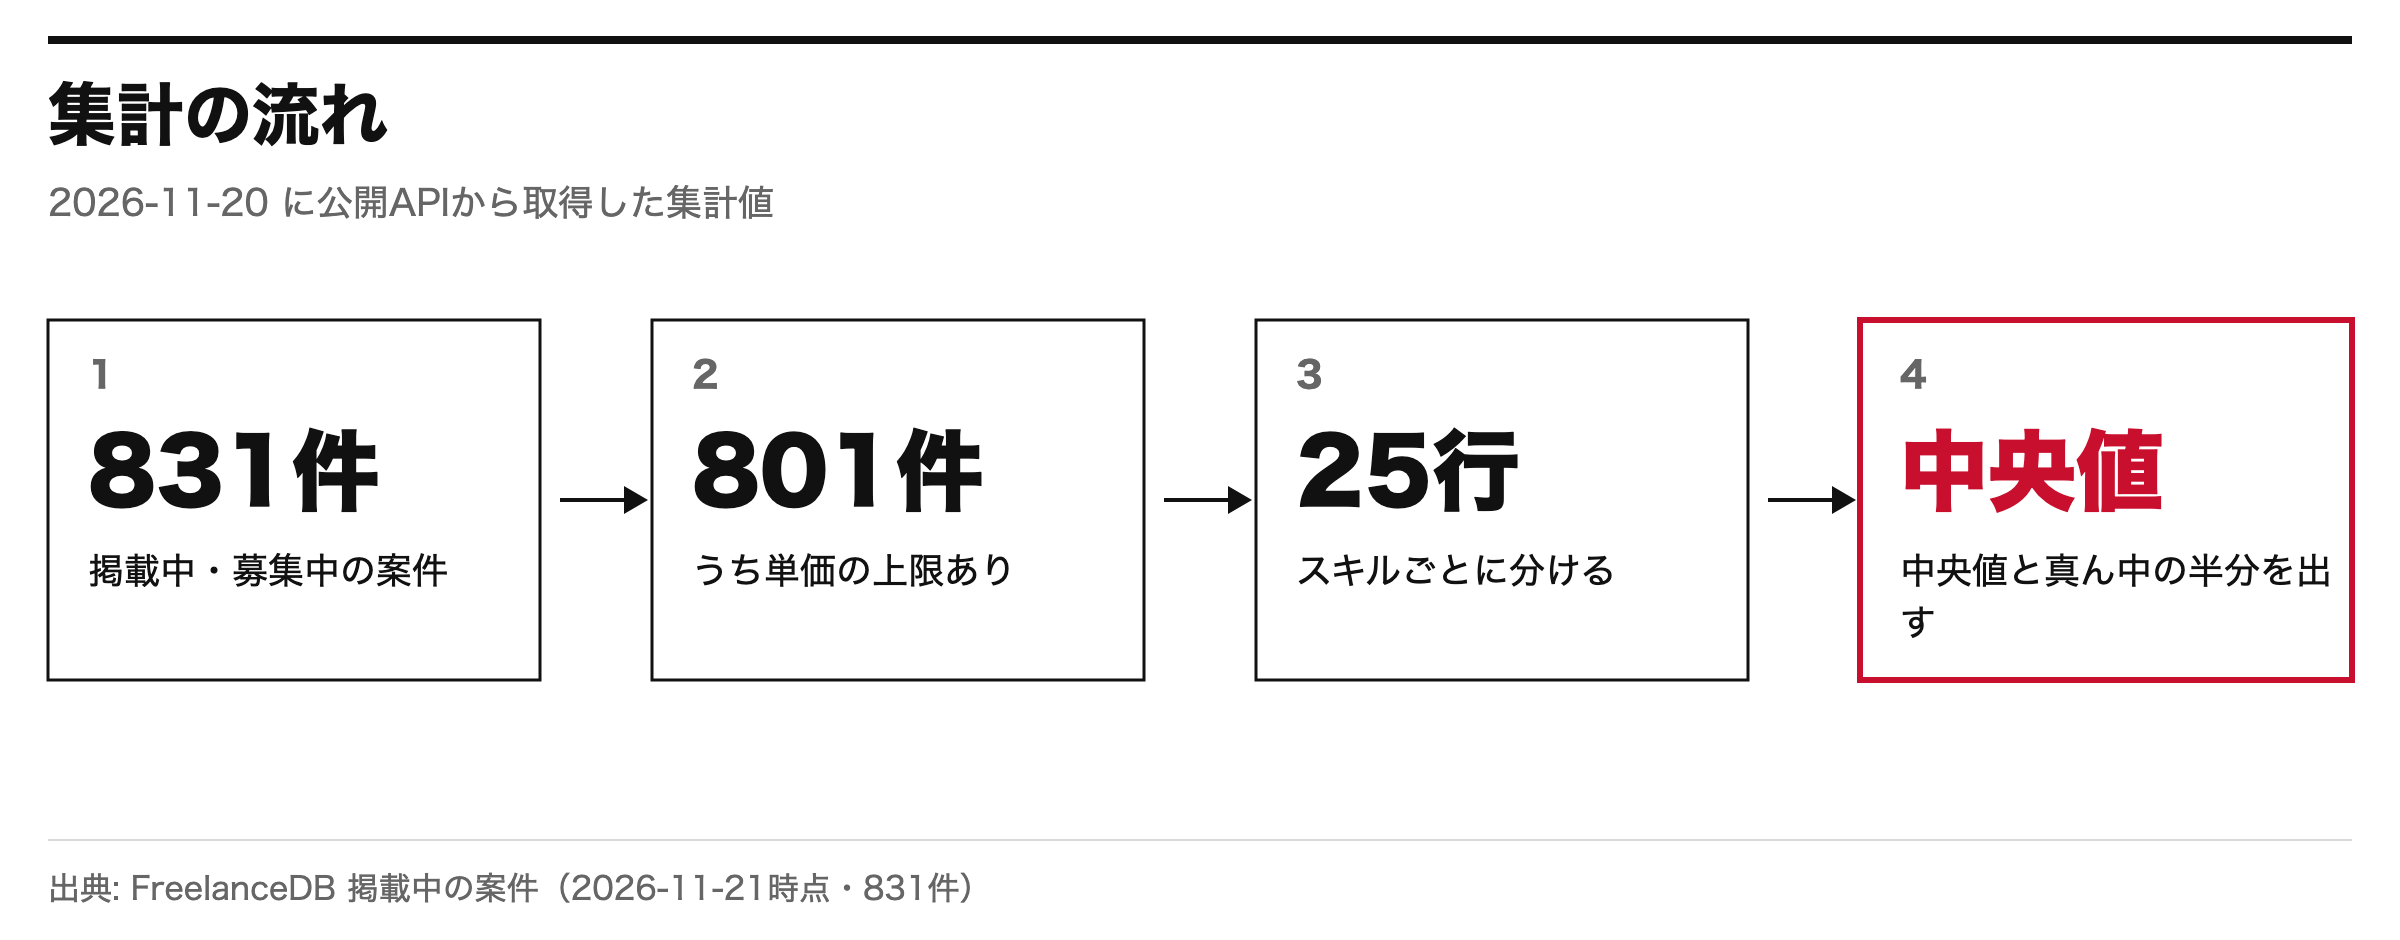 集計の流れ
2026-11-20 に公開APIから取得した集計値
1
831件
掲載中・募集中の案件
2
801件
うち単価の上限あり
3
25行
スキルごとに分ける
4
中央値
中央値と真ん中の半分を出
す
出典: FreelanceDB 掲載中の案件（2026-11-21時点・831件）